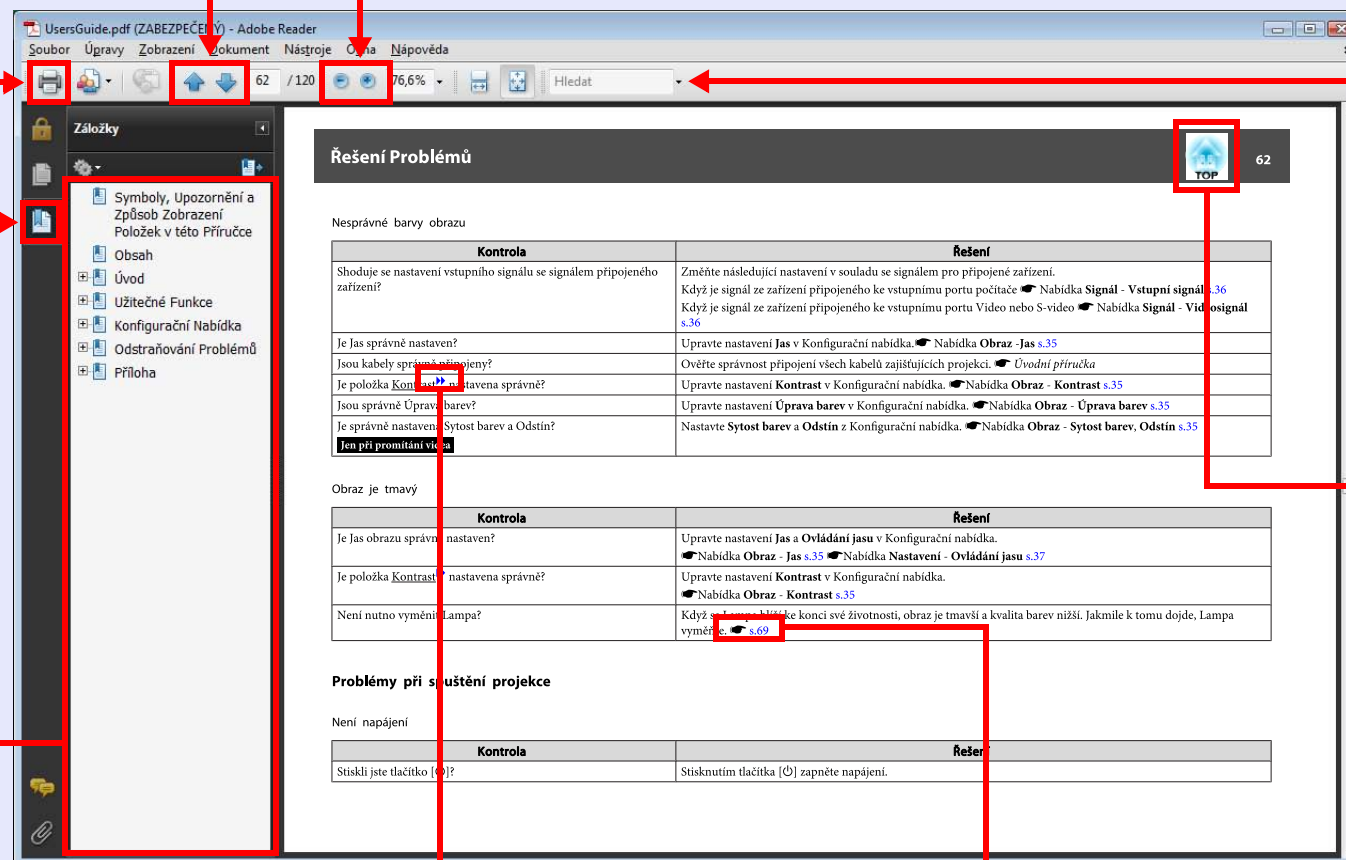 UsersGuide.pdf (ZABEZPEČENÝ) - Adobe Reader
Soubor Úpravy Zobrazení Dokument Nástroje Okna Nápověda
62 / 120 76,6% Hledat
Záložky
Symboly, Upozornění a
Způsob Zobrazení
Položek v této Příručce
Obsah
Úvod
Užitečné Funkce
Konfigurační Nabídka
Odstraňování Problémů
Příloha
Řešení Problémů
TOP
62
Nesprávné barvy obrazu
Kontrola Řešení
Shoduje se nastavení vstupního signálu se signálem připojeného
zařízení?
Změňte následující nastavení v souladu se signálem pro připojené zařízení.
Když je signál ze zařízení připojeného ke vstupnímu portu počítače ☛ Nabídka Signál - Vstupní signál s.36
Když je signál ze zařízení připojeného ke vstupnímu portu Video nebo S-video ☛ Nabídka Signál - Videosignál
s.36
Je Jas správně nastaven? Upravte nastavení Jas v Konfigurační nabídka.☛ Nabídka Obraz -Jas s.35
Jsou kabely správně připojeny? Ověřte správnost připojení všech kabelů zajišťujících projekci. ☛ Úvodní příručka
Je položka Kontrast nastavena správně? Upravte nastavení Kontrast v Konfigurační nabídka. ☛Nabídka Obraz - Kontrast s.35
Jsou správně Úprava barev? Upravte nastavení Úprava barev v Konfigurační nabídka. ☛Nabídka Obraz - Úprava barev s.35
Je správně nastavena Sytost barev a Odstín? Nastavte Sytost barev a Odstín z Konfigurační nabídka. ☛Nabídka Obraz - Sytost barev, Odstín s.35
Jen při promítání videa
Obraz je tmavý
Kontrola Řešení
Je Jas obrazu správně nastaven? Upravte nastavení Jas a Ovládání jasu v Konfigurační nabídka.
☛Nabídka Obraz - Jas s.35 ☛Nabídka Nastavení - Ovládání jasu s.37
Je položka Kontrast nastavena správně? Upravte nastavení Kontrast v Konfigurační nabídka.
☛Nabídka Obraz - Kontrast s.35
Není nutno vyměnit Lampa? Když se Lampa blíží ke konci své životnosti, obraz je tmavší a kvalita barev nižší. Jakmile k tomu dojde, Lampa
vyměňte. ☛ s.69
Problémy při spuštění projekce
Není napájení
Kontrola Řešení
Stiskli jste tlačítko [⏻]? Stisknutím tlačítka [⏻] zapněte napájení.